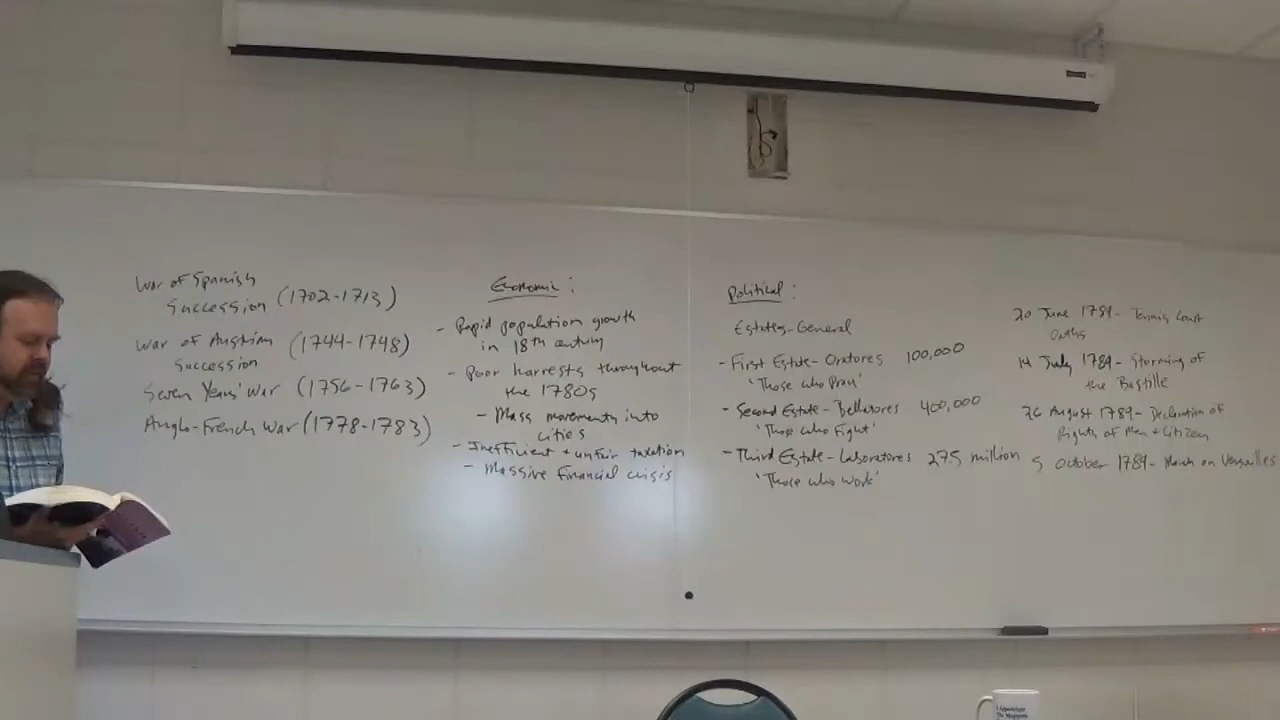 War of Spanish
Succession (1702-1713)
War of Austrian (1744-1748)
Succession
Seven Years' War (1756-1763)
Anglo-French War (1778-1783)
Economic:
- Rapid population growth
in 18th century
- Poor harvests throughout
the 1780s
- Mass movements into
cities
- Inefficient + unfair taxation
- Massive financial crisis
Political:
Estates-General
- First Estate - Oratores 100,000
'Those who Pray'
- Second Estate - Bellatores 400,000
'Those who Fight'
- Third Estate - Laboratores 27.5 million
'Those who Work'
20 June 1789 - Tennis Court
Oaths
14 July 1789 - Storming of
the Bastille
26 August 1789 - Declaration of
Rights of Man + Citizen
5 October 1789 - March on Versailles
I Appreciate